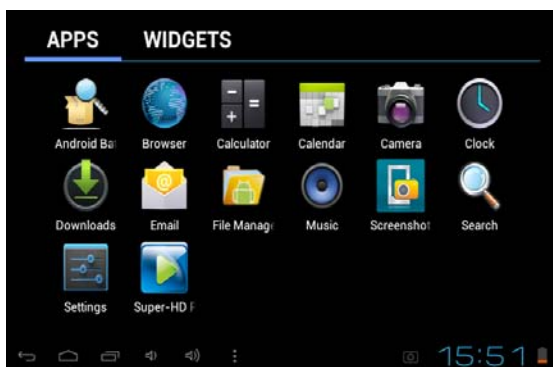 APPS WIDGETS
Android Ba Browser Calculator Calendar Camera Clock
Downloads Email File Manag Music Screenshot Search
Settings Super-HD
15:51